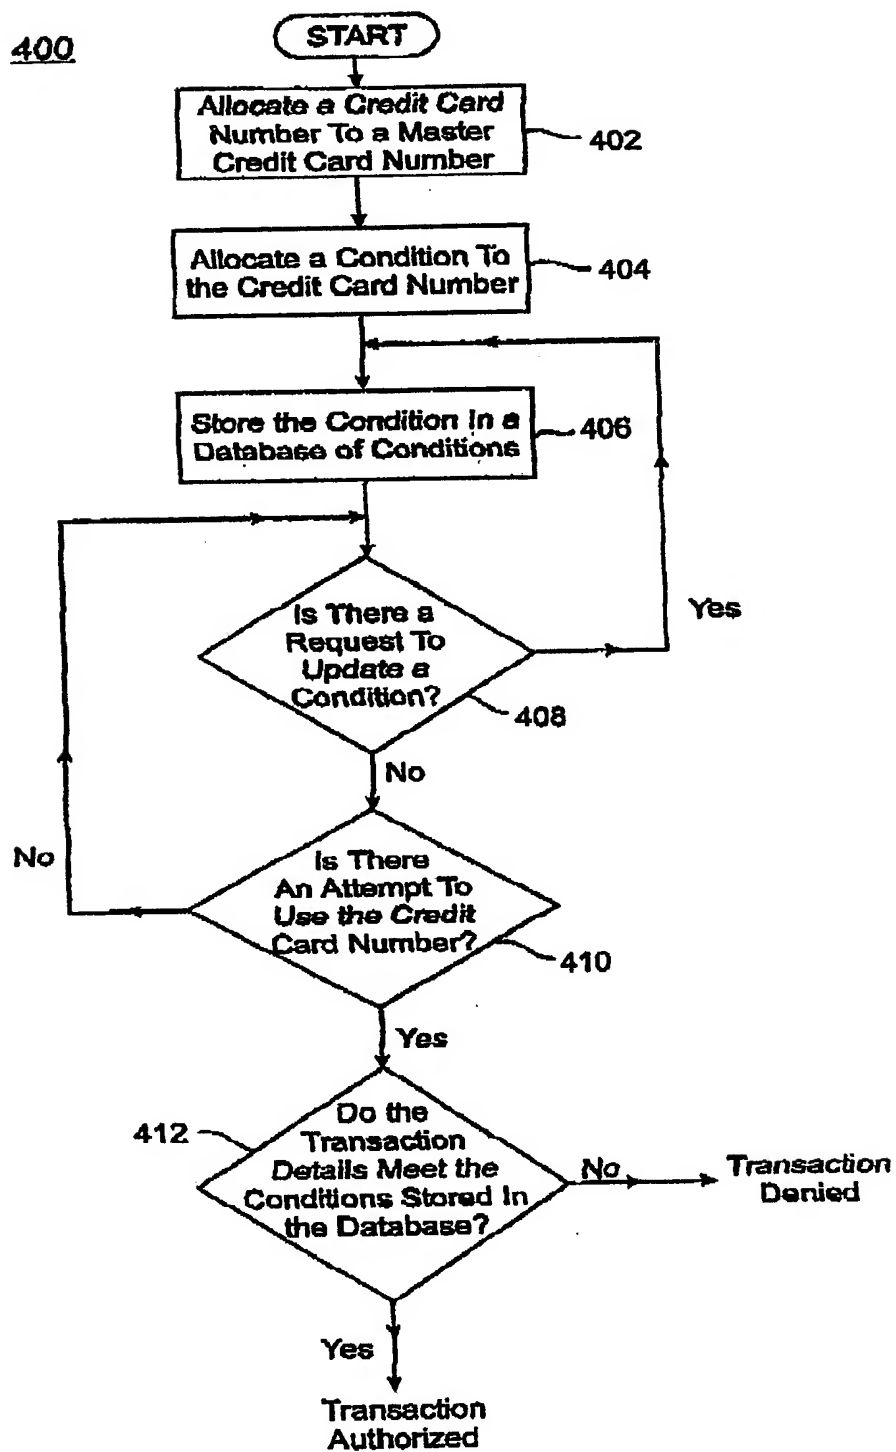 400
START
Allocate a Credit Card
Number To a Master
Credit Card Number
402
Allocate a Condition To
the Credit Card Number
404
Store the Condition In a
Database of Conditions
406
Is There a
Request To
Update a
Condition?
408
Yes
No
Is There
An Attempt To
Use the Credit
Card Number?
410
No
Yes
412
Do the
Transaction
Details Meet the
Conditions Stored In
the Database?
No
Transaction
Denied
Yes
Transaction
Authorized